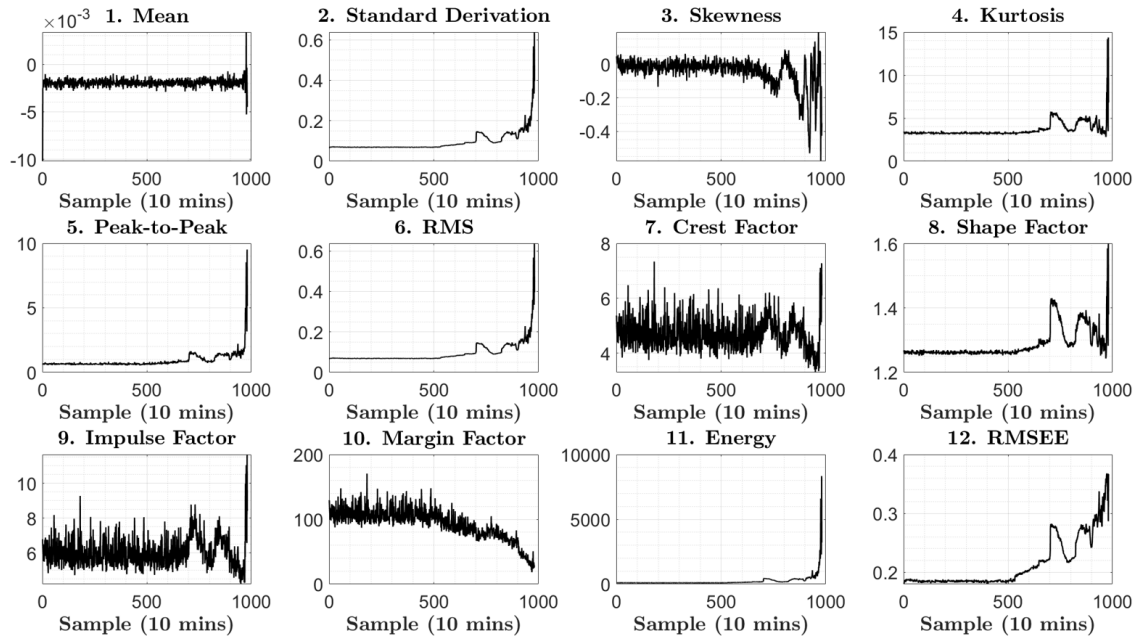 ×10⁻³ 1. Mean
0
-5
-10
0 500 1000
Sample (10 mins)
2. Standard Derivation
0.6
0.4
0.2
0
0 500 1000
Sample (10 mins)
3. Skewness
0
-0.2
-0.4
0 500 1000
Sample (10 mins)
4. Kurtosis
15
10
5
0
0 500 1000
Sample (10 mins)
5. Peak-to-Peak
10
5
0
0 500 1000
Sample (10 mins)
6. RMS
0.6
0.4
0.2
0
0 500 1000
Sample (10 mins)
7. Crest Factor
8
6
4
0 500 1000
Sample (10 mins)
8. Shape Factor
1.6
1.4
1.2
0 500 1000
Sample (10 mins)
9. Impulse Factor
10
8
6
0 500 1000
Sample (10 mins)
10. Margin Factor
200
100
0
0 500 1000
Sample (10 mins)
11. Energy
10000
5000
0
0 500 1000
Sample (10 mins)
12. RMSEE
0.4
0.3
0.2
0 500 1000
Sample (10 mins)